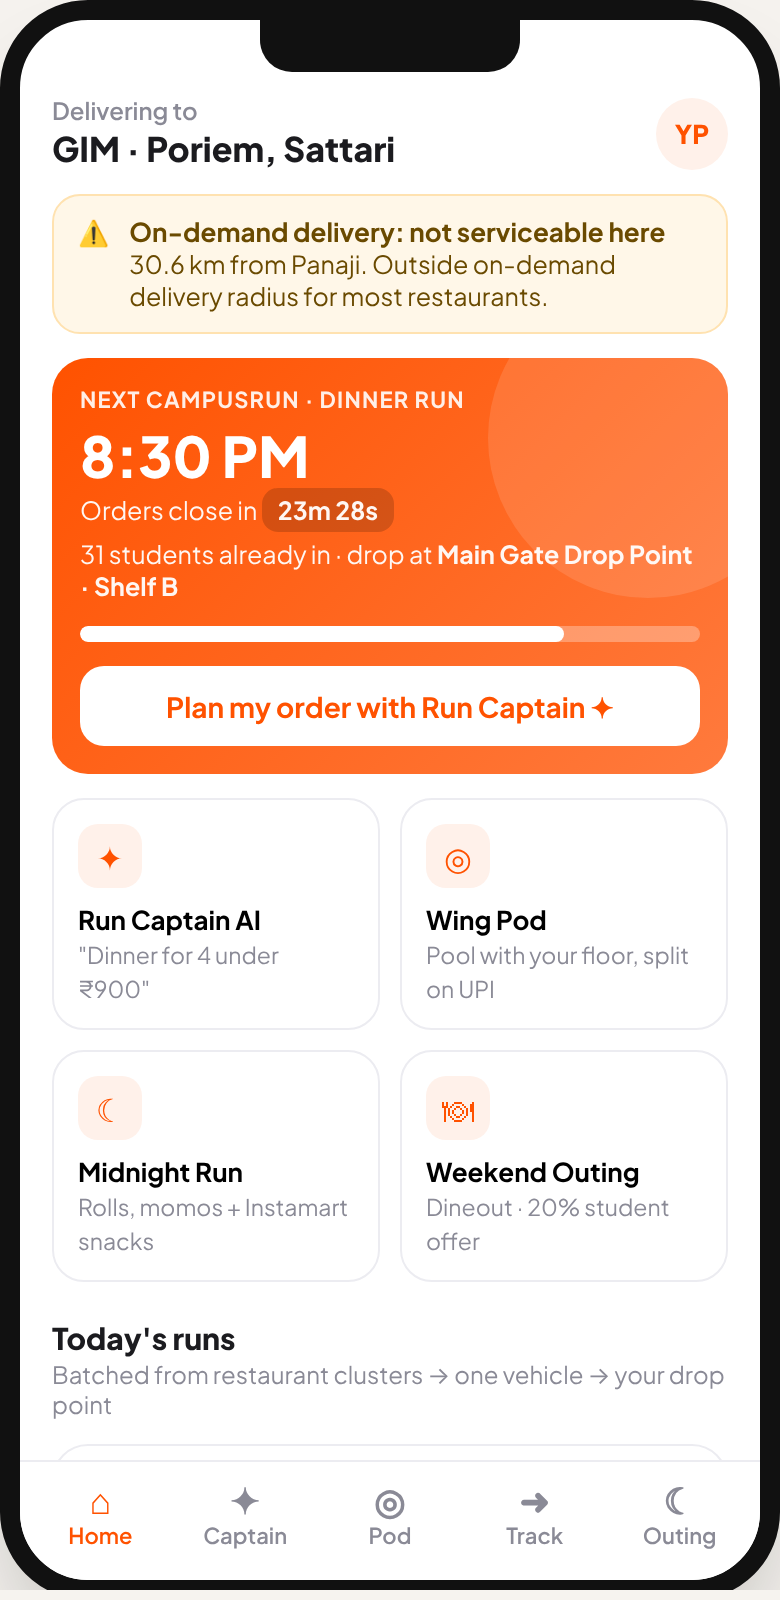 Delivering to
GIM · Poriem, Sattari
YP
⚠️ On-demand delivery: not serviceable here
30.6 km from Panaji. Outside on-demand
delivery radius for most restaurants.
NEXT CAMPUSRUN · DINNER RUN
8:30 PM
Orders close in 23m 28s
31 students already in · drop at Main Gate Drop Point
· Shelf B
Plan my order with Run Captain ✦
Run Captain AI
"Dinner for 4 under
₹900"
Wing Pod
Pool with your floor, split
on UPI
Midnight Run
Rolls, momos + Instamart
snacks
Weekend Outing
Dineout · 20% student
offer
Today's runs
Batched from restaurant clusters → one vehicle → your drop
point
Home
Captain
Pod
Track
Outing